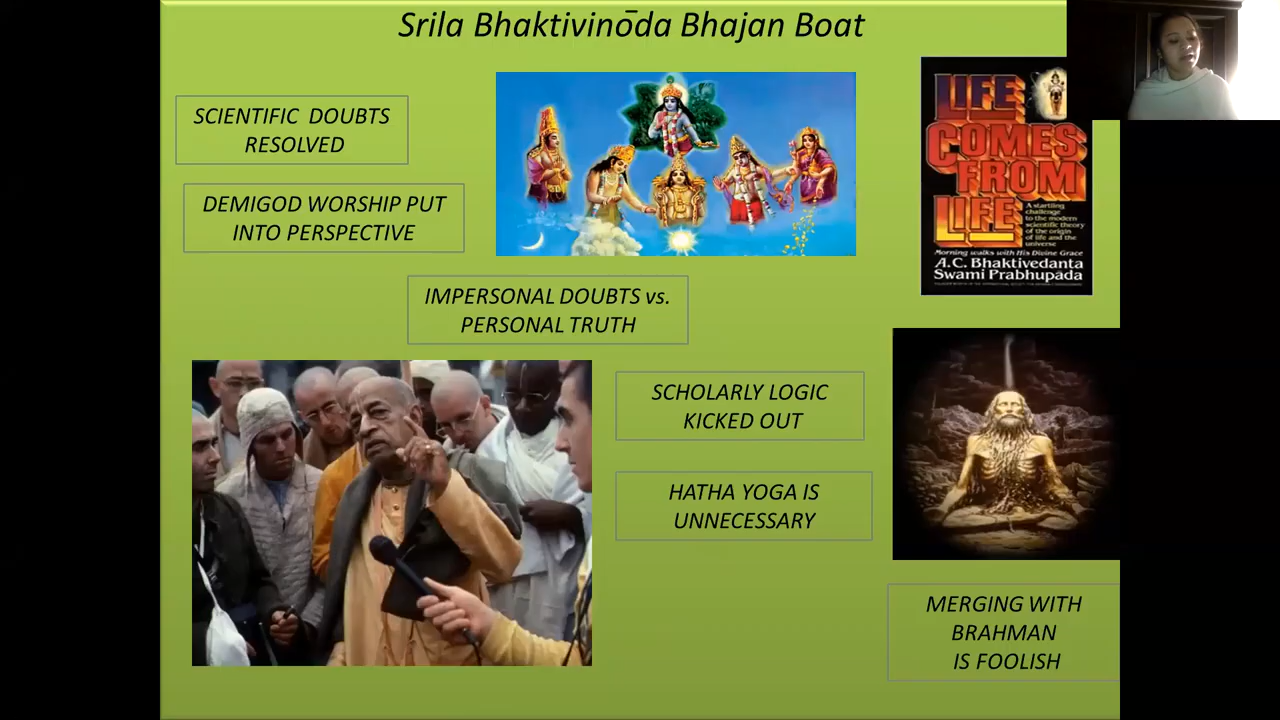 Srila Bhaktivinōda Bhajan Boat
SCIENTIFIC DOUBTS
RESOLVED
DEMIGOD WORSHIP PUT
INTO PERSPECTIVE
IMPERSONAL DOUBTS vs.
PERSONAL TRUTH
LIFE
COMES
FROM
LIFE
A startling
challenge
to the modern
scientific theory
of the origin
of life and the
universe
Morning walks with His Divine Grace
A.C. Bhaktivedanta
Swami Prabhupāda
SCHOLARLY LOGIC
KICKED OUT
HATHA YOGA IS
UNNECESSARY
MERGING WITH
BRAHMAN
IS FOOLISH